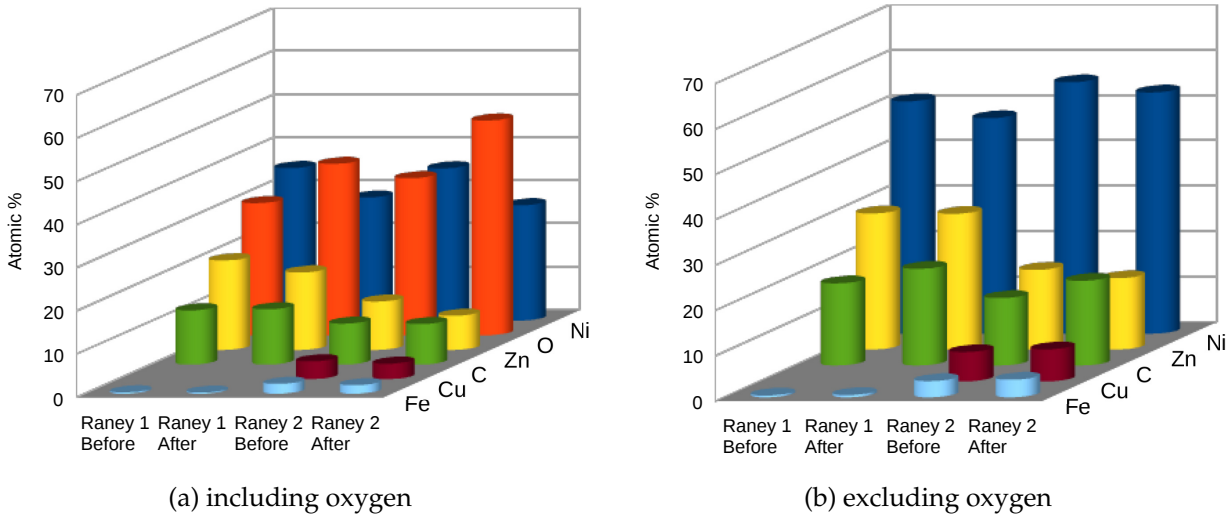 Atomic %
70
60
50
40
30
20
10
0
Raney 1 Raney 1 Raney 2 Raney 2
Before After Before After
Fe
Cu
C
Zn
O
Ni
(a) including oxygen
Atomic %
70
60
50
40
30
20
10
0
Raney 1 Raney 1 Raney 2 Raney 2
Before After Before After
Fe
Cu
C
Zn
Ni
(b) excluding oxygen